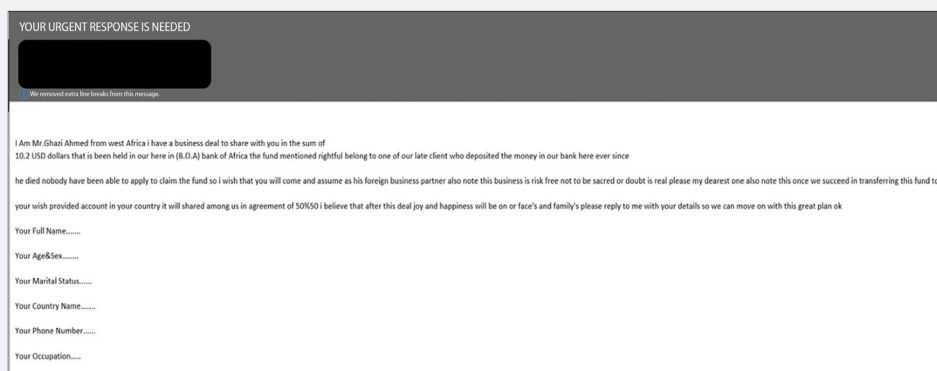 YOUR URGENT RESPONSE IS NEEDED
We removed extra line breaks from this message.
I Am Mr.Ghazi Ahmed from west Africa i have a business deal to share with you in the sum of
10.2 USD dollars that is been held in our here in (B.O.A) bank of Africa the fund mentioned rightful belong to one of our late client who deposited the money in our bank here ever since
he died nobody have been able to apply to claim the fund so i wish that you will come and assume as his foreign business partner also note this business is risk free not to be sacred or doubt is real please my dearest one also note this once we succeed in transferring this fund to
your wish provided account in your country it will shared among us in agreement of 50%50 i believe that after this deal joy and happiness will be on or face's and family's please reply to me with your details so we can move on with this great plan ok
Your Full Name.......
Your Age&Sex........
Your Marital Status......
Your Country Name.......
Your Phone Number......
Your Occupation.....